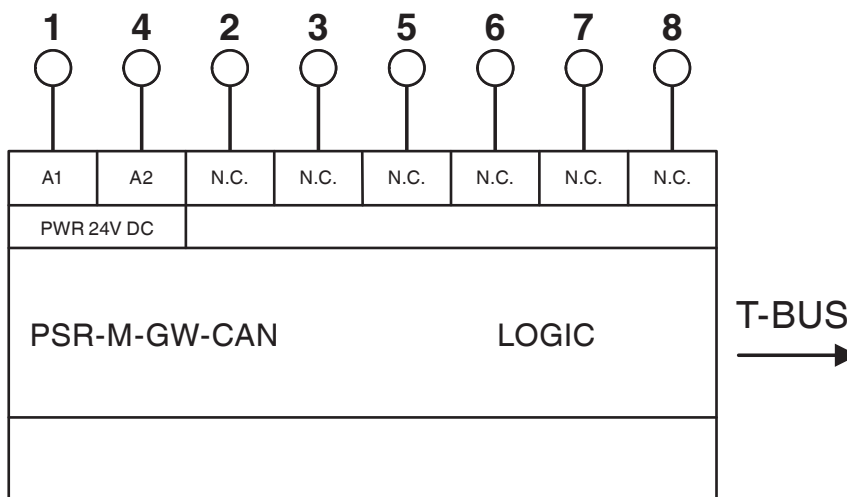 1 4 2 3 5 6 7 8
A1 A2 N.C. N.C. N.C. N.C. N.C. N.C.
PWR 24V DC
PSR-M-GW-CAN LOGIC
T-BUS